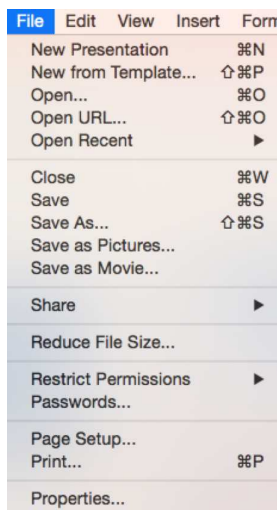 File Edit View Insert Form
New Presentation ⌘N
New from Template... ⇧⌘P
Open... ⌘O
Open URL... ⇧⌘O
Open Recent ▶
Close ⌘W
Save ⌘S
Save As... ⇧⌘S
Save as Pictures...
Save as Movie...
Share ▶
Reduce File Size...
Restrict Permissions ▶
Passwords...
Page Setup...
Print... ⌘P
Properties...